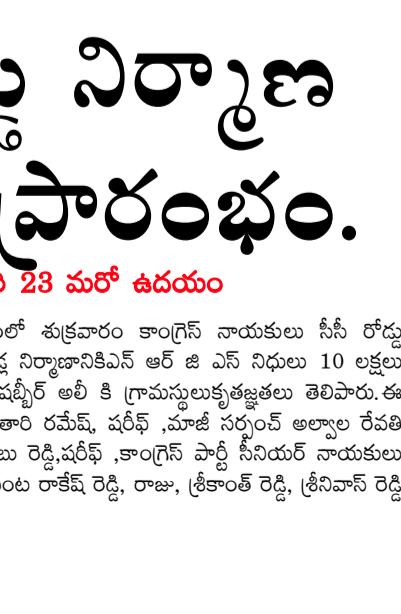 డ్డు నిర్మాణ
ప్రారంభం.
23 మరో ఉదయం
లో శుక్రవారం కాంగ్రెస్ నాయకులు సీసీ రోడ్డు
నిర్మాణానికిఎన్ ఆర్ జి ఎస్ నిధులు 10 లక్షలు
షబ్బీర్ అలీ కి గ్రామస్థులుకృతజ్ఞతలు తెలిపారు.ఈ
తారి రమేష్, షరీఫ్ ,మాజీ సర్పంచ్ అల్వాల రేవతి
బు రెడ్డి,షరీఫ్ ,కాంగ్రెస్ పార్టీ సీనియర్ నాయకులు
ంట రాకేష్ రెడ్డి, రాజు, శ్రీకాంత్ రెడ్డి, శ్రీనివాస్ రెడ్డి